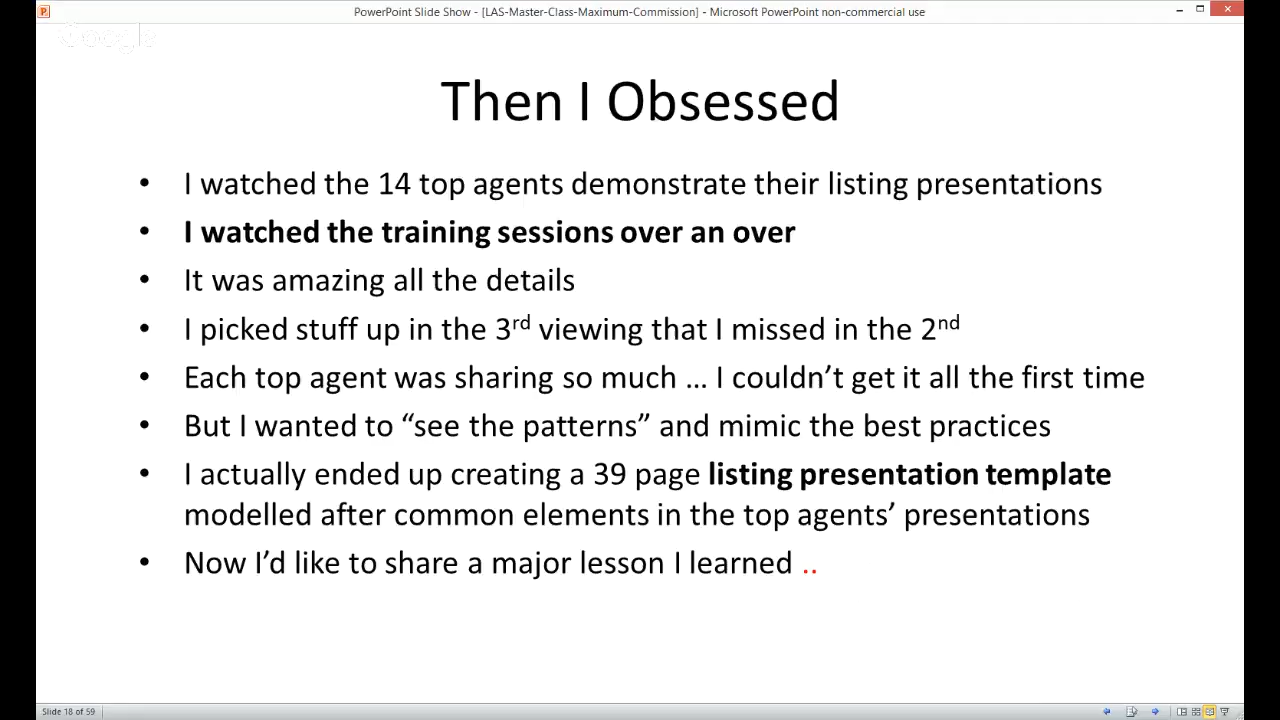 PowerPoint Slide Show - [LAS-Master-Class-Maximum-Commission] - Microsoft PowerPoint non-commercial use
Google
Then I Obsessed
• I watched the 14 top agents demonstrate their listing presentations
• I watched the training sessions over an over
• It was amazing all the details
• I picked stuff up in the 3rd viewing that I missed in the 2nd
• Each top agent was sharing so much … I couldn’t get it all the first time
• But I wanted to “see the patterns” and mimic the best practices
• I actually ended up creating a 39 page listing presentation template
modelled after common elements in the top agents’ presentations
• Now I’d like to share a major lesson I learned ..
Slide 18 of 59